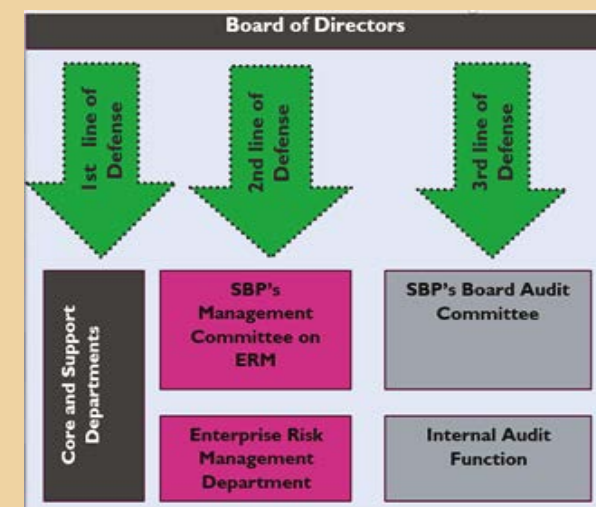 Board of Directors
1st line of
Defense
2nd line of
Defense
3rd line of
Defense
Core and Support
Departments
SBP's
Management
Committee on
ERM
SBP's Board Audit
Committee
Enterprise Risk
Management
Department
Internal Audit
Function